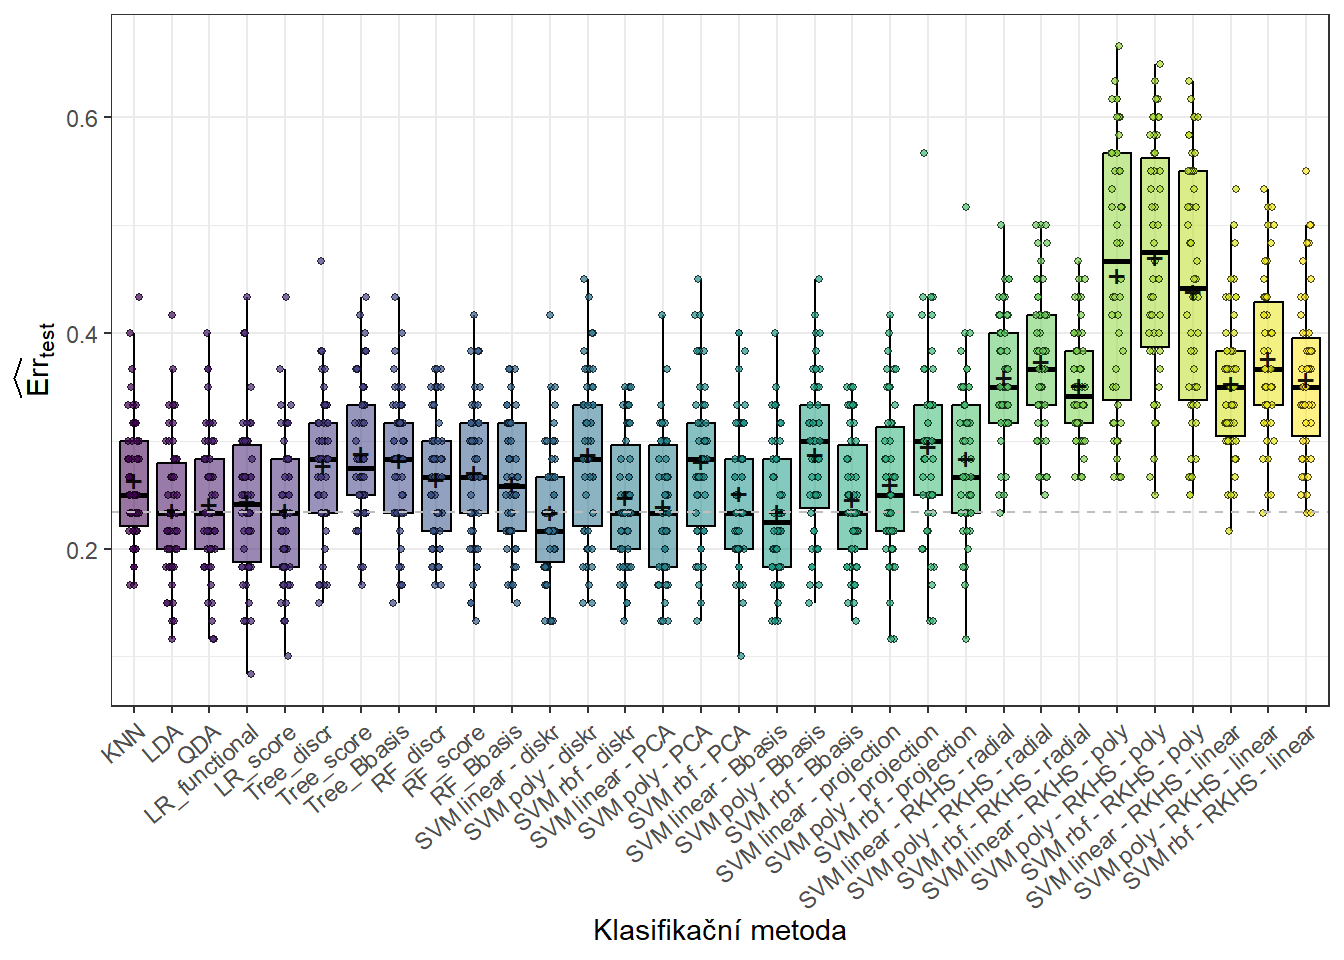 0.6
0.4
0.2
Err test
KNN
LDA
QDA
LR_functional
LR_score
Tree_discr
Tree_score
Tree_Bbasis
RF_discr
RF_score
RF_Bbasis
SVM linear - diskr
SVM poly - diskr
SVM rbf - diskr
SVM linear - PCA
SVM poly - PCA
SVM rbf - PCA
SVM linear - Bbasis
SVM poly - Bbasis
SVM rbf - Bbasis
SVM linear - projection
SVM poly - projection
SVM rbf - projection
SVM linear - RKHS - radial
SVM poly - RKHS - radial
SVM rbf - RKHS - radial
SVM linear - RKHS - poly
SVM poly - RKHS - poly
SVM rbf - RKHS - poly
SVM linear - RKHS - linear
SVM poly - RKHS - linear
SVM rbf - RKHS - linear
Klasifikační metoda